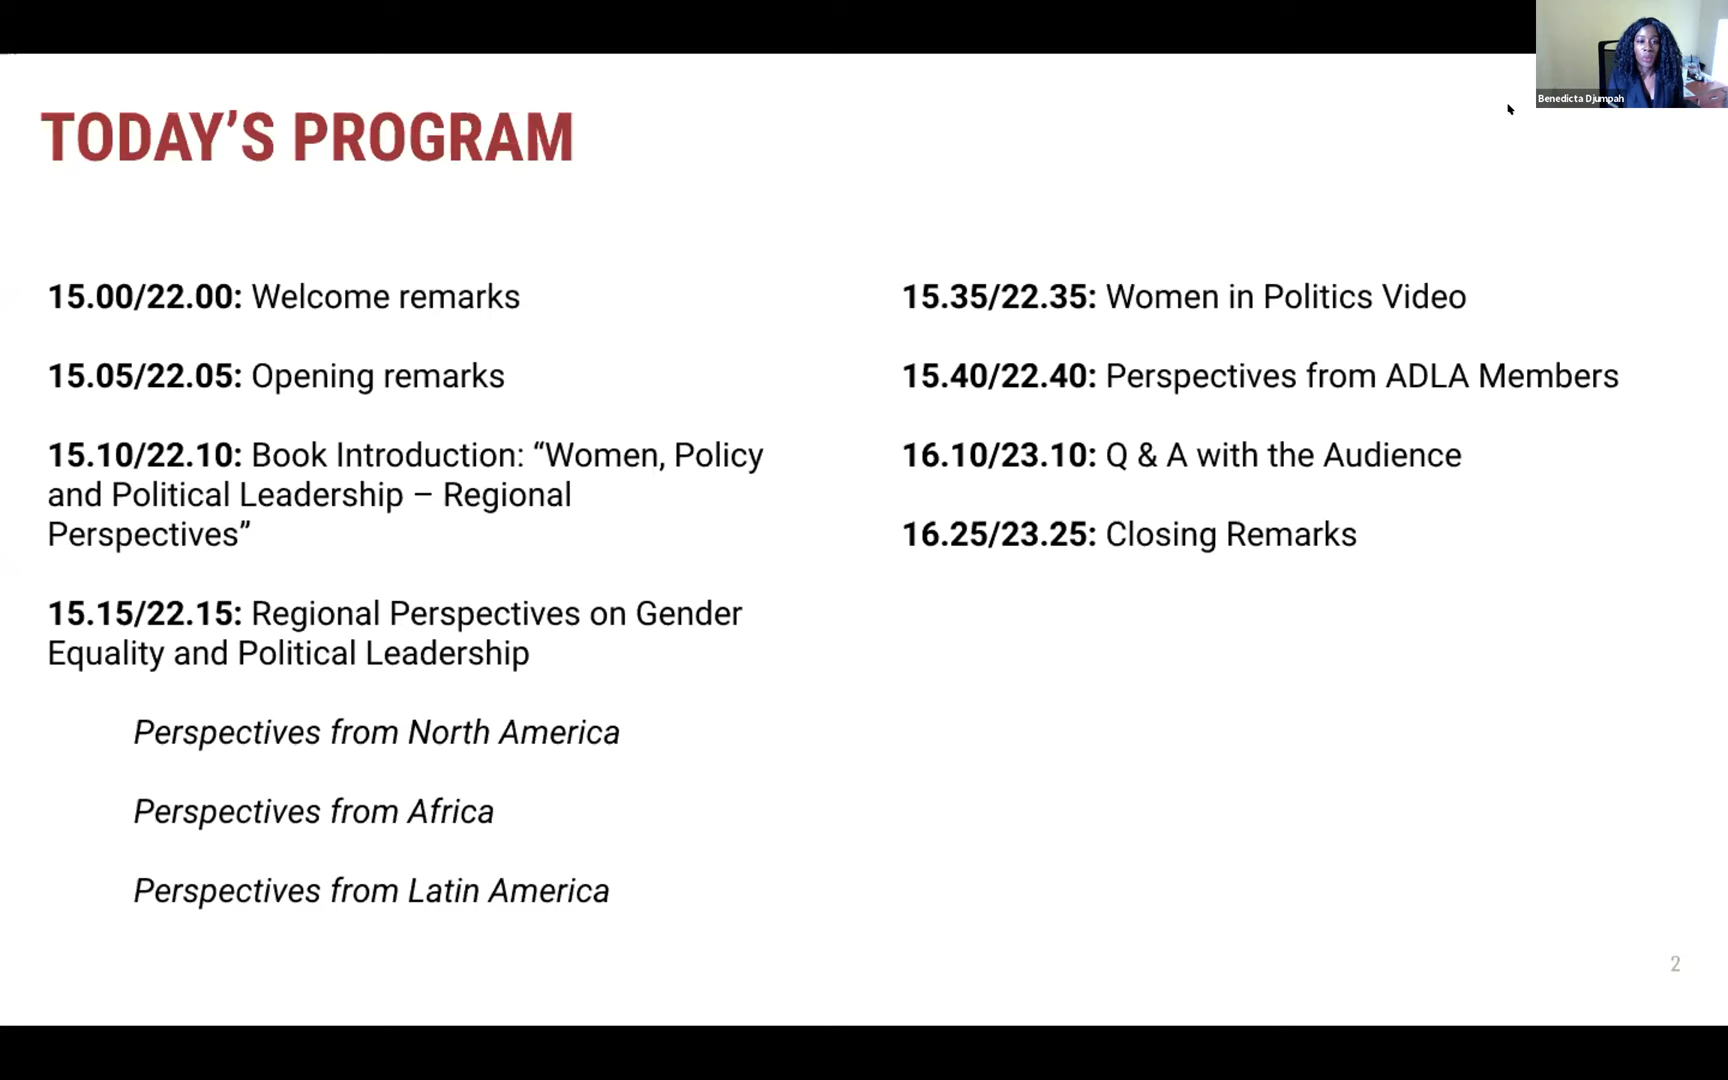 Benedicta Djumpah
TODAY’S PROGRAM
15.00/22.00: Welcome remarks
15.05/22.05: Opening remarks
15.10/22.10: Book Introduction: “Women, Policy
and Political Leadership – Regional
Perspectives”
15.15/22.15: Regional Perspectives on Gender
Equality and Political Leadership
Perspectives from North America
Perspectives from Africa
Perspectives from Latin America
15.35/22.35: Women in Politics Video
15.40/22.40: Perspectives from ADLA Members
16.10/23.10: Q & A with the Audience
16.25/23.25: Closing Remarks
2